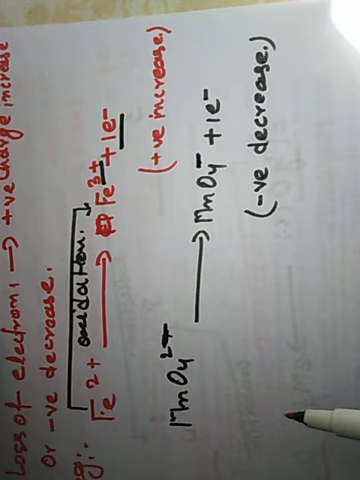 Loss of electrons → +ve charge increase
or -ve decrease.
eg:- oxidation.
Fe²⁺ → Fe³⁺ + 1e⁻
(+ve increase.)
MnO₄²⁻ → MnO₄⁻ + 1e⁻
(-ve decrease.)